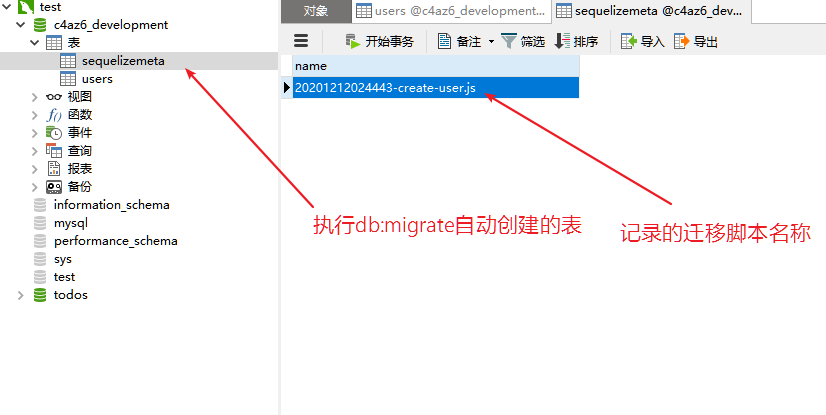 test
c4az6_development
表
sequelizemeta
users
视图
函数
事件
查询
报表
备份
information_schema
mysql
performance_schema
sys
test
todos
对象
users @c4az6_development...
sequelizemeta @c4az6_dev...
开始事务
备注
筛选
排序
导入
导出
name
20201212024443-create-user.js
执行db:migrate自动创建的表
记录的迁移脚本名称